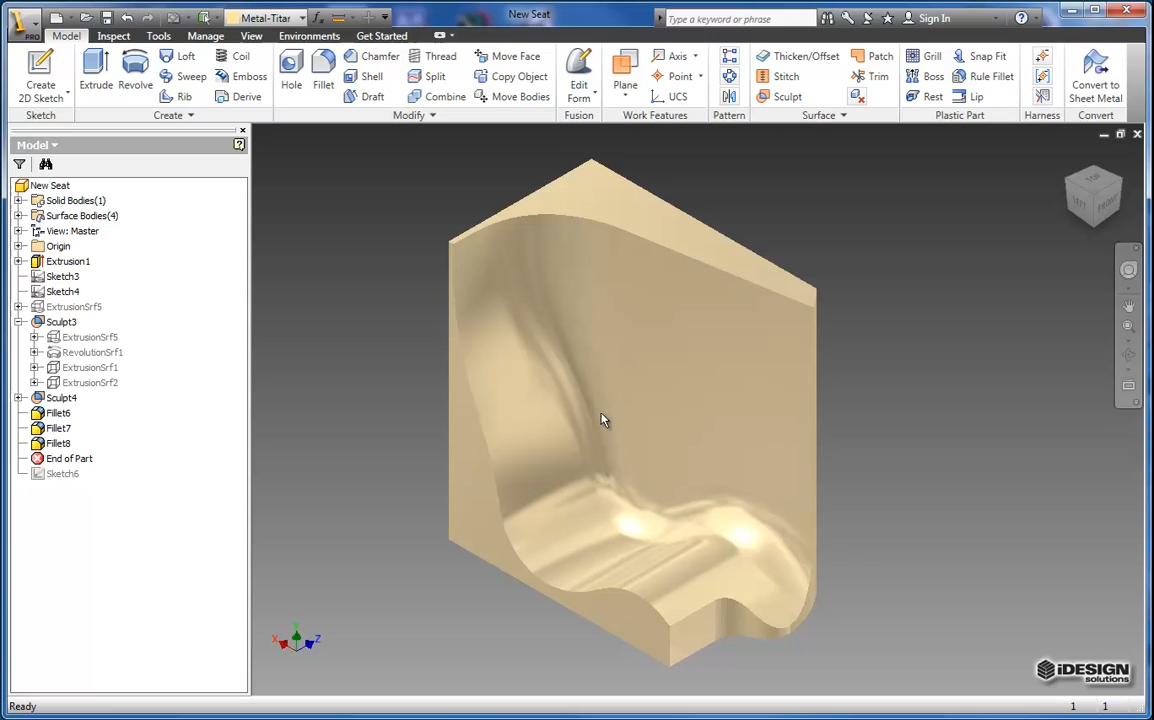 New Seat
PRO
Metal-Titar
Type a keyword or phrase
Sign In
Model Inspect Tools Manage View Environments Get Started
Create
2D Sketch
Sketch
Extrude
Revolve
Loft
Sweep
Rib
Coil
Emboss
Derive
Create
Hole
Fillet
Chamfer
Shell
Draft
Thread
Split
Combine
Move Face
Copy Object
Move Bodies
Modify
Edit
Form
Fusion
Plane
Axis
Point
UCS
Work Features
Pattern
Thicken/Offset
Stitch
Sculpt
Patch
Trim
Surface
Grill
Boss
Rest
Snap Fit
Rule Fillet
Lip
Plastic Part
Harness
Convert to
Sheet Metal
Convert
Model
New Seat
Solid Bodies(1)
Surface Bodies(4)
View: Master
Origin
Extrusion1
Sketch3
Sketch4
ExtrusionSrf5
Sculpt3
ExtrusionSrf5
RevolutionSrf1
ExtrusionSrf1
ExtrusionSrf2
Sculpt4
Fillet6
Fillet7
Fillet8
End of Part
Sketch6
TOP
LEFT
FRONT
X
Y
Z
iDESIGN
solutions
Ready
1 1